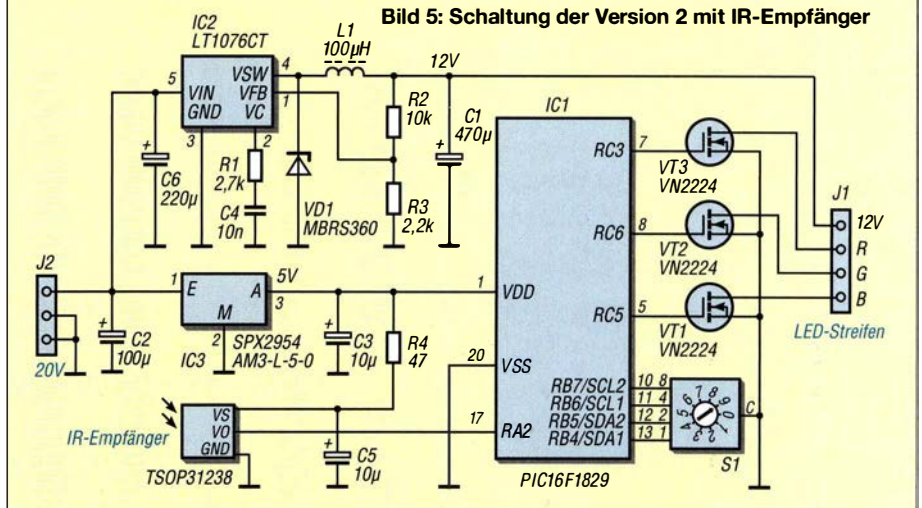 Bild 5: Schaltung der Version 2 mit IR-Empfänger
IC2
LT1076CT
L1
100µH
12V
5
VIN
GND
VSW
VFB
VC
4
1
3
2
R2
10k
C1
470µ
+
IC1
R1
2,7k
C6
220µ
+
C4
10n
VD1
MBRS360
R3
2,2k
RC3
7
VT3
VN2224
J1
12V
R
G
B
RC6
8
VT2
VN2224
J2
20V
1
E
A
M
5V
3
2
SPX2954
AM3-L-5-0
IC3
C2
100µ
+
C3
10µ
+
R4
47
1
VDD
RC5
5
VT1
VN2224
LED-Streifen
20
VSS
RB7/SCL2
10
8
RB6/SCL1
11
4
RB5/SDA2
12
2
RB4/SDA1
13
1
C
S1
IR-Empfänger
VS
VO
GND
TSOP31238
17
RA2
C5
10µ
+
PIC16F1829